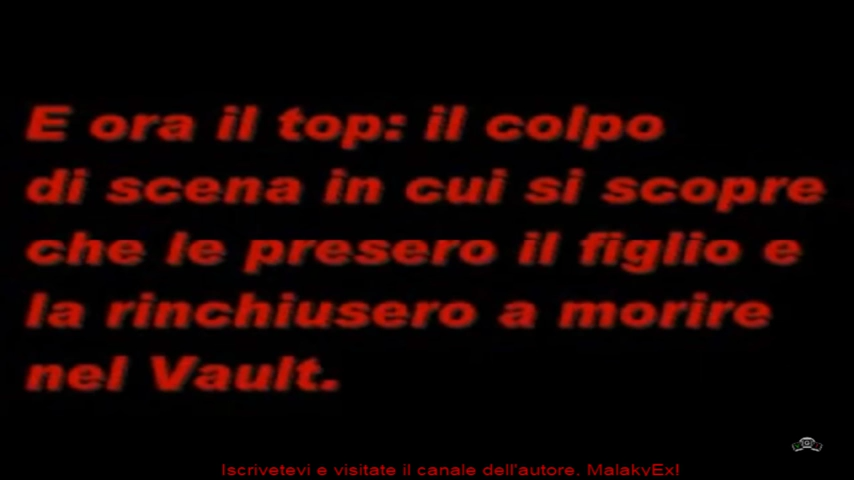 E ora il top: il colpo
di scena in cui si scopre
che le presero il figlio e
la rinchiusero a morire
nel Vault.
Iscrivetevi e visitate il canale dell'autore, MalakyEx!